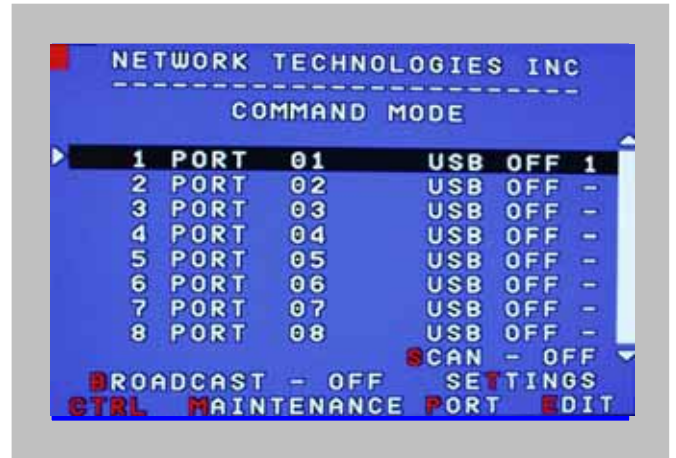 NETWORK TECHNOLOGIES INC
------------------------
COMMAND MODE
1 PORT 01 USB OFF 1
2 PORT 02 USB OFF -
3 PORT 03 USB OFF -
4 PORT 04 USB OFF -
5 PORT 05 USB OFF -
6 PORT 06 USB OFF -
7 PORT 07 USB OFF -
8 PORT 08 USB OFF -
SCAN - OFF
BROADCAST - OFF SETTINGS
CTRL MAINTENANCE PORT EDIT